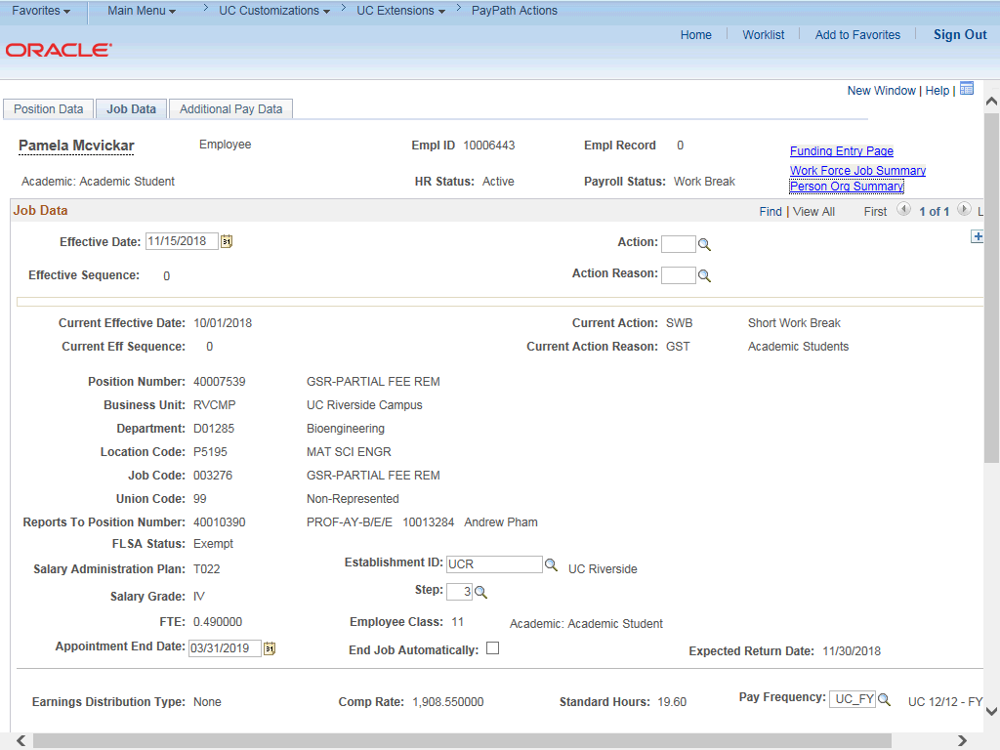 Favorites Main Menu UC Customizations UC Extensions PayPath Actions
Home Worklist Add to Favorites Sign Out
ORACLE
New Window | Help |
Position Data Job Data Additional Pay Data
Pamela Mcvickar Employee Empl ID 10006443 Empl Record 0
Funding Entry Page
Work Force Job Summary
Academic: Academic Student HR Status: Active Payroll Status: Work Break
Person Org Summary
Job Data Find | View All First 1 of 1 L
Effective Date: 11/15/2018 31 Action:
Effective Sequence: 0 Action Reason:
Current Effective Date: 10/01/2018 Current Action: SWB Short Work Break
Current Eff Sequence: 0 Current Action Reason: GST Academic Students
Position Number: 40007539 GSR-PARTIAL FEE REM
Business Unit: RVCMP UC Riverside Campus
Department: D01285 Bioengineering
Location Code: P5195 MAT SCI ENGR
Job Code: 003276 GSR-PARTIAL FEE REM
Union Code: 99 Non-Represented
Reports To Position Number: 40010390 PROF-AY-B/E/E 10013284 Andrew Pham
FLSA Status: Exempt
Salary Administration Plan: T022 Establishment ID: UCR UC Riverside
Salary Grade: IV Step: 3
FTE: 0.490000 Employee Class: 11 Academic: Academic Student
Appointment End Date: 03/31/2019 31 End Job Automatically: Expected Return Date: 11/30/2018
Earnings Distribution Type: None Comp Rate: 1,908.550000 Standard Hours: 19.60 Pay Frequency: UC_FY UC 12/12 - FY